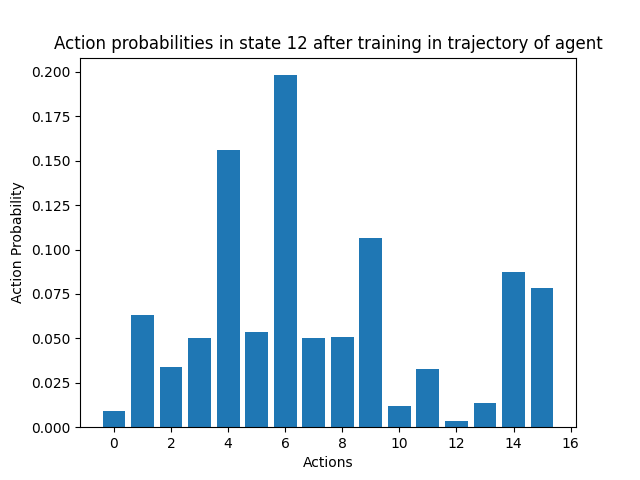 Action probabilities in state 12 after training in trajectory of agent
0.200
0.175
0.150
0.125
0.100
0.075
0.050
0.025
0.000
Action Probability
0 2 4 6 8 10 12 14 16
Actions